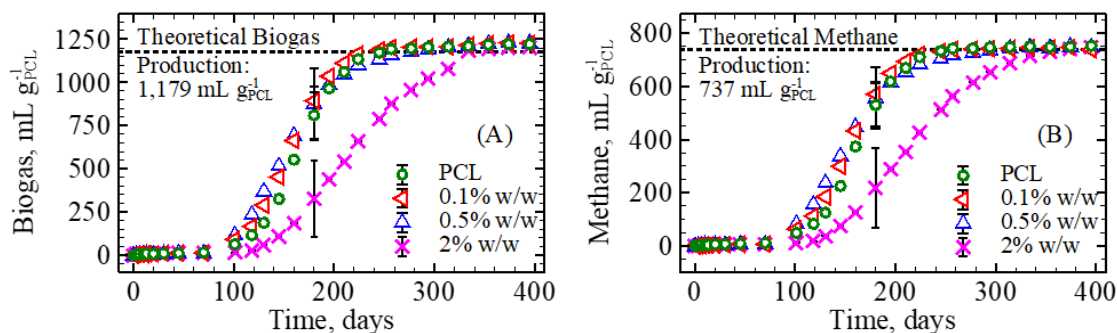 Biogas, mL g⁻¹PCL
1250
1000
750
500
250
0
Theoretical Biogas
Production:
1,179 mL g⁻¹PCL
(A)
PCL
0.1% w/w
0.5% w/w
2% w/w
0 100 200 300 400
Time, days
Methane, mL g⁻¹PCL
800
600
400
200
0
Theoretical Methane
Production:
737 mL g⁻¹PCL
(B)
PCL
0.1% w/w
0.5% w/w
2% w/w
0 100 200 300 400
Time, days